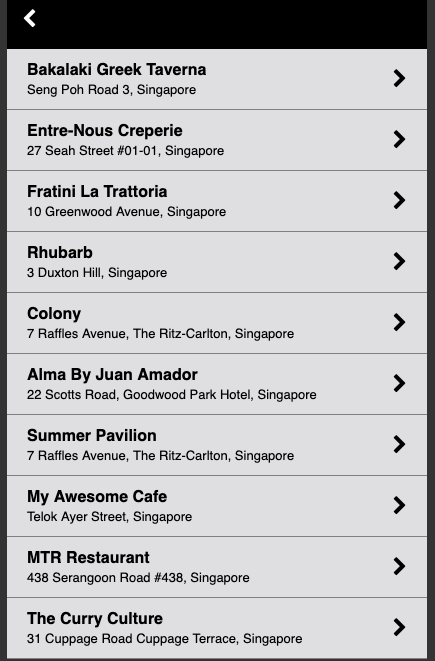 Bakalaki Greek Taverna
Seng Poh Road 3, Singapore
Entre-Nous Creperie
27 Seah Street #01-01, Singapore
Fratini La Trattoria
10 Greenwood Avenue, Singapore
Rhubarb
3 Duxton Hill, Singapore
Colony
7 Raffles Avenue, The Ritz-Carlton, Singapore
Alma By Juan Amador
22 Scotts Road, Goodwood Park Hotel, Singapore
Summer Pavilion
7 Raffles Avenue, The Ritz-Carlton, Singapore
My Awesome Cafe
Telok Ayer Street, Singapore
MTR Restaurant
438 Serangoon Road #438, Singapore
The Curry Culture
31 Cuppage Road Cuppage Terrace, Singapore